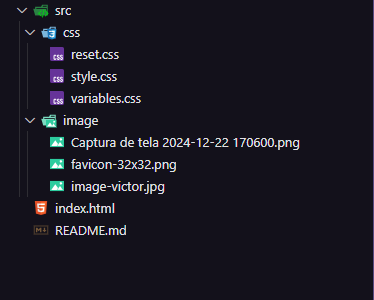 src
css
reset.css
style.css
variables.css
image
Captura de tela 2024-12-22 170600.png
favicon-32x32.png
image-victor.jpg
index.html
README.md